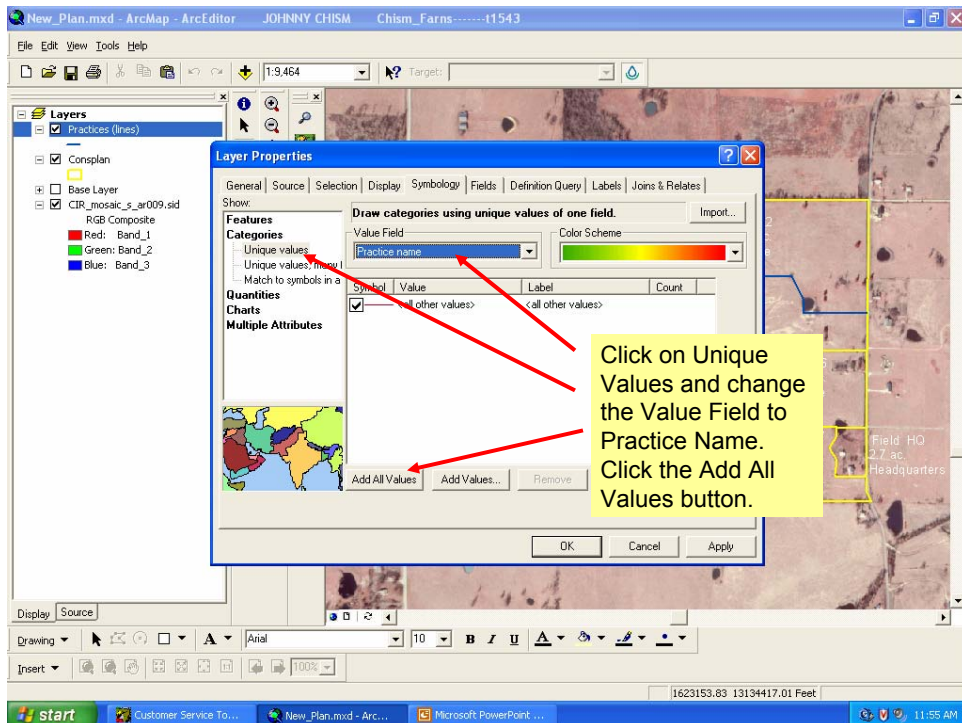 New_Plan.mxd - ArcMap - ArcEditor JOHNNY CHISM Chism_Farns-------t1543
File Edit View Tools Help
1:9,464
Target:
Layers
Practices (lines)
Consplan
Base Layer
CIR_mosaic_s_ar009.sid
RGB Composite
Red: Band_1
Green: Band_2
Blue: Band_3
Layer Properties
General Source Selection Display Symbology Fields Definition Query Labels Joins & Relates
Show:
Features
Categories
Unique values
Unique values, many
Match to symbols in a
Quantities
Charts
Multiple Attributes
Draw categories using unique values of one field.
Import...
Value Field
Practice name
Color Scheme
Symbol Value Label Count
<all other values> <all other values>
Add All Values Add Values... Remove
OK Cancel Apply
Click on Unique
Values and change
the Value Field to
Practice Name.
Click the Add All
Values button.
Field HQ
2.7 ac.
Headquarters
Display Source
Drawing A Arial 10 B I U A
Insert 100%
1623153.83 13134417.01 Feet
start Customer Service To... New_Plan.mxd - Arc... Microsoft PowerPoint ... 11:55 AM